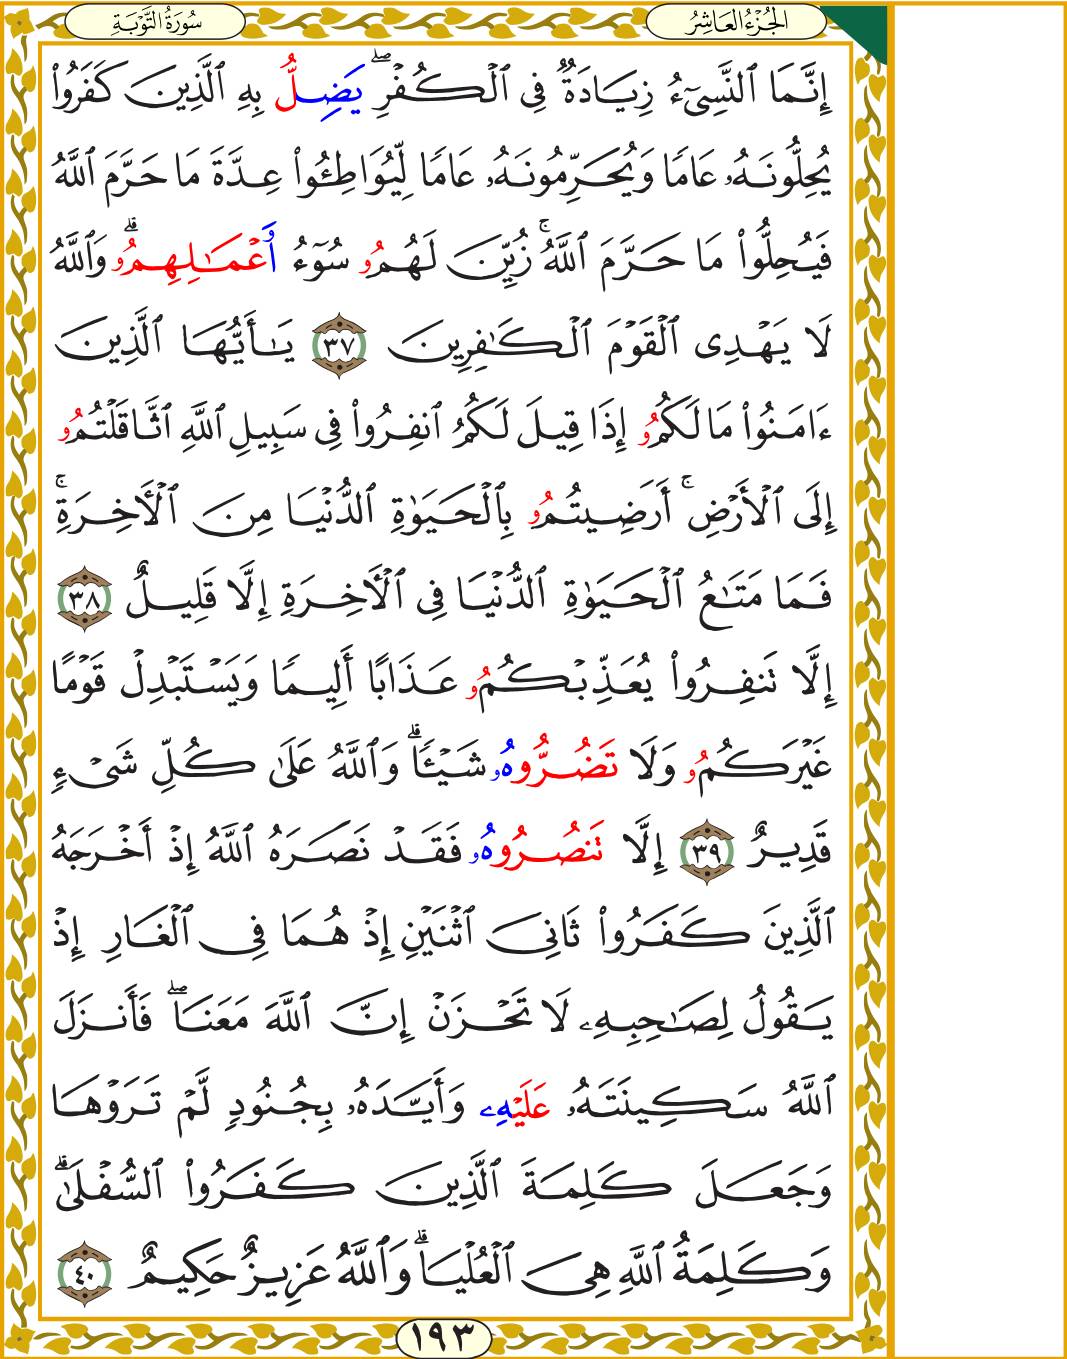 الجُزْءُ العَاشِرُ
سُورَةُ التَّوْبَةِ
إِنَّمَا ٱلنَّسِىٓءُ زِيَادَةٌ فِى ٱلْكُفْرِ ۖ يَضِلُّ بِهِ ٱلَّذِينَ كَفَرُوا۟
يُحِلُّونَهُۥ عَامًا وَيُحَرِّمُونَهُۥ عَامًا لِّيُوَاطِـُٔوا۟ عِدَّةَ مَا حَرَّمَ ٱللَّهُ
فَيُحِلُّوا۟ مَا حَرَّمَ ٱللَّهُ ۚ زُيِّنَ لَهُمُۥ سُوٓءُ أَعْمَـٰلِهِمُۥ ۗ وَٱللَّهُ
لَا يَهْدِى ٱلْقَوْمَ ٱلْكَـٰفِرِينَ ٣٧ يَـٰٓأَيُّهَا ٱلَّذِينَ
ءَامَنُوا۟ مَا لَكُمُۥ إِذَا قِيلَ لَكُمُ ٱنفِرُوا۟ فِى سَبِيلِ ٱللَّهِ ٱثَّاقَلْتُمُۥ
إِلَى ٱلْأَرْضِ ۚ أَرَضِيتُمُۥ بِٱلْحَيَوٰةِ ٱلدُّنْيَا مِنَ ٱلْـَٔاخِرَةِ ۚ
فَمَا مَتَـٰعُ ٱلْحَيَوٰةِ ٱلدُّنْيَا فِى ٱلْـَٔاخِرَةِ إِلَّا قَلِيلٌ ٣٨
إِلَّا تَنفِرُوا۟ يُعَذِّبْكُمُۥ عَذَابًا أَلِيمًا وَيَسْتَبْدِلْ قَوْمًا
غَيْرَكُمُۥ وَلَا تَضُرُّوهُۥ شَيْـًٔا ۗ وَٱللَّهُ عَلَىٰ كُلِّ شَىْءٍ
قَدِيرٌ ٣٩ إِلَّا تَنصُرُوهُۥ فَقَدْ نَصَرَهُ ٱللَّهُ إِذْ أَخْرَجَهُ
ٱلَّذِينَ كَفَرُوا۟ ثَانِىَ ٱثْنَيْنِ إِذْ هُمَا فِى ٱلْغَارِ إِذْ
يَقُولُ لِصَـٰحِبِهِۦ لَا تَحْزَنْ إِنَّ ٱللَّهَ مَعَنَا ۖ فَأَنزَلَ
ٱللَّهُ سَكِينَتَهُۥ عَلَيْهِۦ وَأَيَّدَهُۥ بِجُنُودٍ لَّمْ تَرَوْهَا
وَجَعَلَ كَلِمَةَ ٱلَّذِينَ كَفَرُوا۟ ٱلسُّفْلَىٰ ۗ
وَكَلِمَةُ ٱللَّهِ هِىَ ٱلْعُلْيَا ۗ وَٱللَّهُ عَزِيزٌ حَكِيمٌ ٤٠
١٩٣